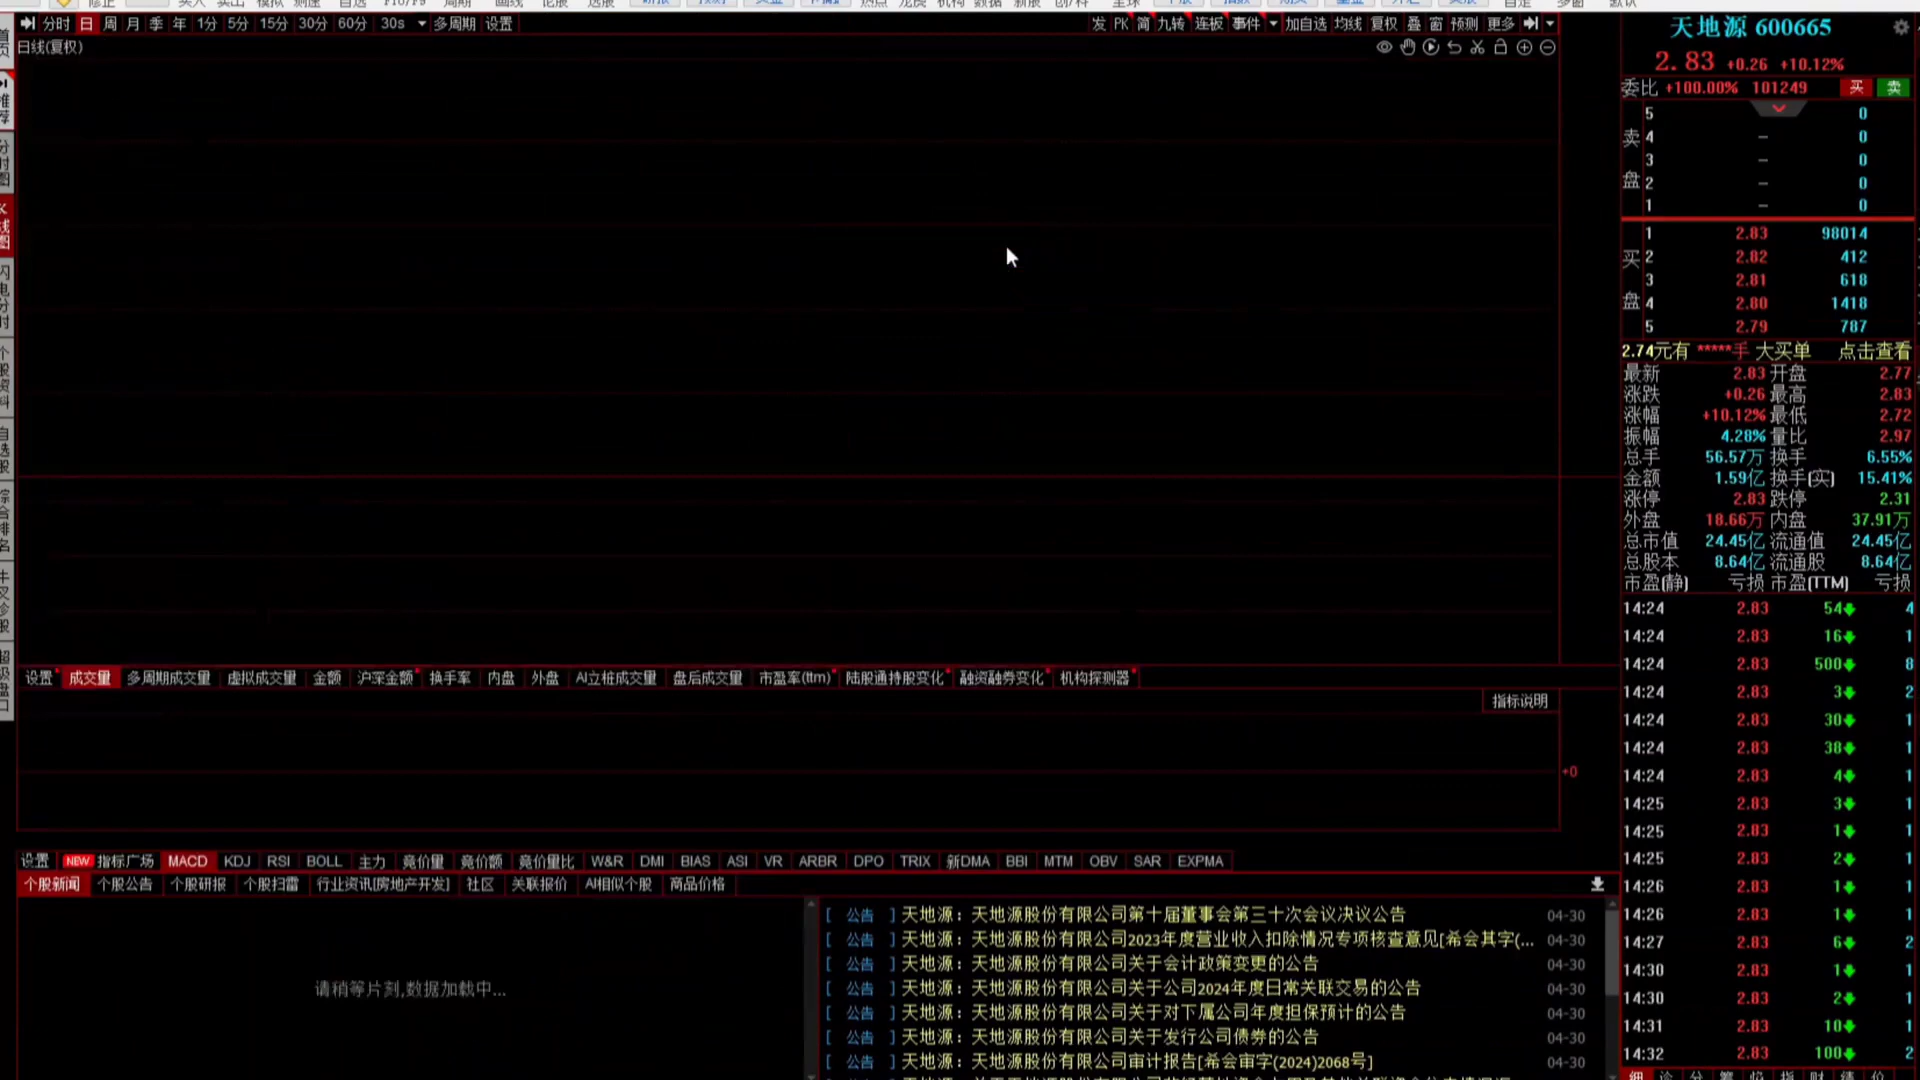 分时 日 周 月 季 年 1分 5分 15分 30分 60分 30s 多周期 设置
发 PK 简 九转 连板 事件 加自选 均线 复权 叠 窗 预测 更多
天地源 600665
日线(复权)
2.83 +0.26 +10.12%
委比 +100.00% 101249 买 卖
卖盘
5 0
4 — 0
3 — 0
2 — 0
1 — 0
买盘
1 2.83 98014
2 2.82 412
3 2.81 618
4 2.80 1418
5 2.79 787
2.74元有 *****手 大买单 点击查看
最新 2.83 开盘 2.77
涨跌 +0.26 最高 2.83
涨幅 +10.12% 最低 2.72
振幅 4.28% 量比 2.97
总手 56.57万 换手 6.55%
金额 1.59亿 换手(实) 15.41%
涨停 2.83 跌停 2.31
外盘 18.66万 内盘 37.91万
总市值 24.45亿 流通值 24.45亿
总股本 8.64亿 流通股 8.64亿
市盈(静) 亏损 市盈(TTM) 亏损
14:24 2.83 54 4
14:24 2.83 16 1
14:24 2.83 500 8
14:24 2.83 3 2
14:24 2.83 30 1
14:24 2.83 38 1
14:24 2.83 4 1
14:25 2.83 3 1
14:25 2.83 1 1
14:25 2.83 2 1
14:26 2.83 1 1
14:26 2.83 1 1
14:27 2.83 6 2
14:30 2.83 1 1
14:30 2.83 2 1
14:31 2.83 10 1
14:32 2.83 100 2
设置 成交量 多周期成交量 虚拟成交量 金额 沪深金额 换手率 内盘 外盘 AI立桩成交量 盘后成交量 市盈率(ttm) 陆股通持股变化 融资融券变化 机构探测器
指标说明
+0
设置 NEW 指标广场 MACD KDJ RSI BOLL 主力 竟价量 竟价额 竟价量比 W&R DMI BIAS ASI VR ARBR DPO TRIX 新DMA BBI MTM OBV SAR EXPMA
个股新闻 个股公告 个股研报 个股扫雷 行业资讯[房地产开发] 社区 关联报价 AI相似个股 商品价格
请稍等片刻,数据加载中...
[ 公告 ] 天地源：天地源股份有限公司第十届董事会第三十次会议决议公告 04-30
[ 公告 ] 天地源：天地源股份有限公司2023年度营业收入扣除情况专项核查意见[希会其字(... 04-30
[ 公告 ] 天地源：天地源股份有限公司关于会计政策变更的公告 04-30
[ 公告 ] 天地源：天地源股份有限公司关于公司2024年度日常关联交易的公告 04-30
[ 公告 ] 天地源：天地源股份有限公司关于对下属公司年度担保预计的公告 04-30
[ 公告 ] 天地源：天地源股份有限公司关于发行公司债券的公告 04-30
[ 公告 ] 天地源：天地源股份有限公司审计报告[希会审字(2024)2068号] 04-30